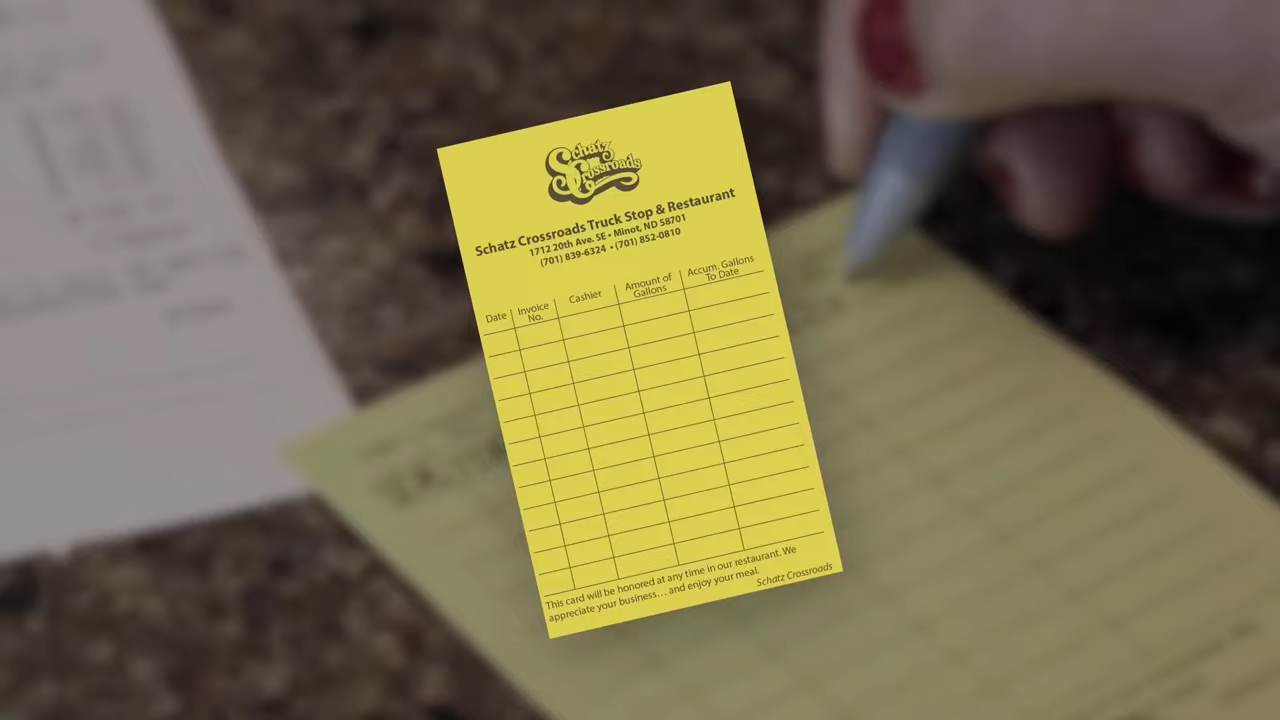 Schatz
Crossroads
Schatz Crossroads Truck Stop & Restaurant
1712 20th Ave. SE • Minot, ND 58701
(701) 839-6324 • (701) 852-0810
Date
Invoice
No.
Cashier
Amount of
Gallons
Accum. Gallons
To Date
This card will be honored at any time in our restaurant. We
appreciate your business… and enjoy your meal.
Schatz Crossroads